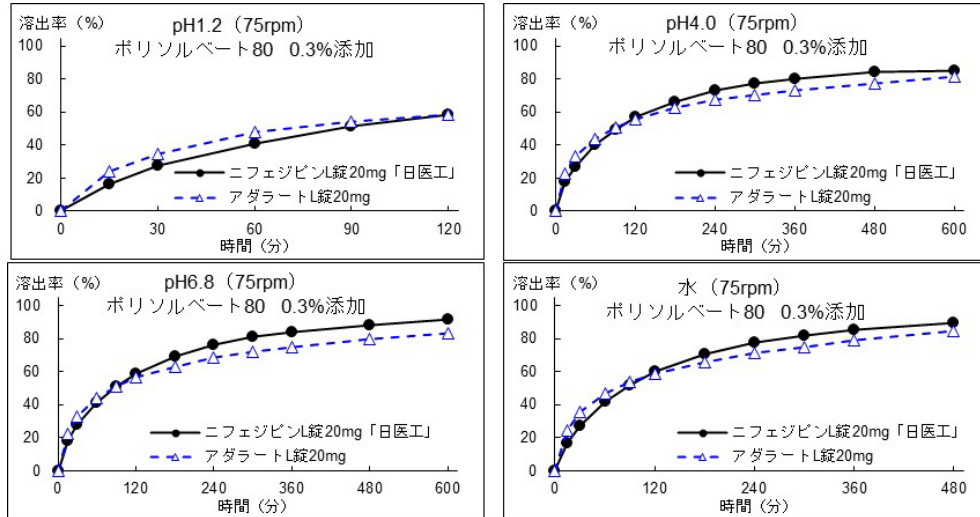 溶出率（%）
pH1.2（75rpm）
ポリソルベート80　0.3%添加
100
80
60
40
20
0
ニフェジピンL錠20mg「日医工」
アダラートL錠20mg
0 30 60 90 120
時間（分）
溶出率（%）
pH4.0（75rpm）
ポリソルベート80　0.3%添加
100
80
60
40
20
0
ニフェジピンL錠20mg「日医工」
アダラートL錠20mg
0 120 240 360 480 600
時間（分）
溶出率（%）
pH6.8（75rpm）
ポリソルベート80　0.3%添加
100
80
60
40
20
0
ニフェジピンL錠20mg「日医工」
アダラートL錠20mg
0 120 240 360 480 600
時間（分）
溶出率（%）
水（75rpm）
ポリソルベート80　0.3%添加
100
80
60
40
20
0
ニフェジピンL錠20mg「日医工」
アダラートL錠20mg
0 120 240 360 480
時間（分）